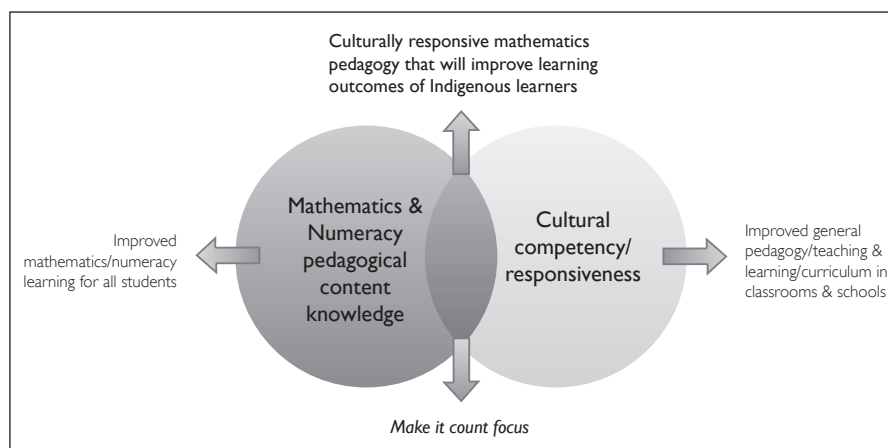 Culturally responsive mathematics
pedagogy that will improve learning
outcomes of Indigenous learners
Mathematics &
Numeracy
pedagogical
content
knowledge
Cultural
competency/
responsiveness
Improved
mathematics/numeracy
learning for all students
Improved general
pedagogy/teaching &
learning/curriculum in
classrooms & schools
Make it count focus